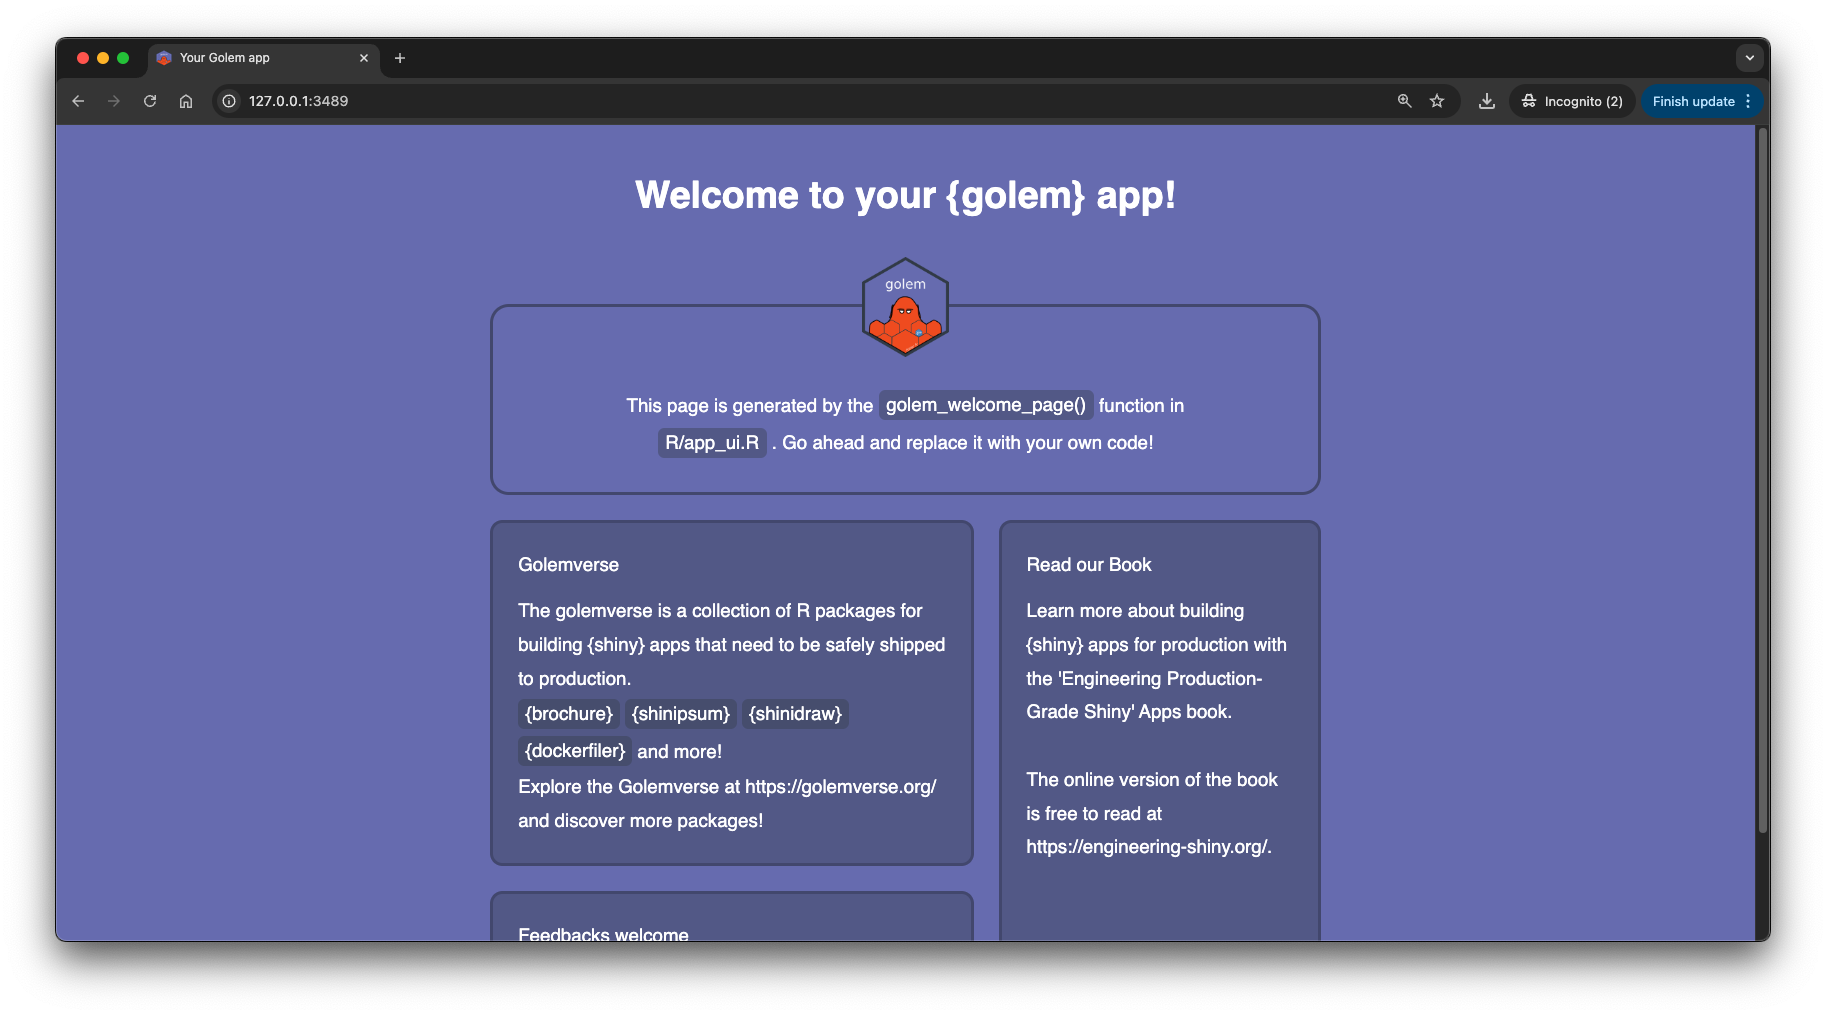 Your Golem app
127.0.0.1:3489
Incognito (2)
Finish update
Welcome to your {golem} app!
golem
This page is generated by the golem_welcome_page() function in
R/app_ui.R . Go ahead and replace it with your own code!
Golemverse
The golemverse is a collection of R packages for
building {shiny} apps that need to be safely shipped
to production.
{brochure} {shinipsum} {shinidraw}
{dockerfiler} and more!
Explore the Golemverse at https://golemverse.org/
and discover more packages!
Read our Book
Learn more about building
{shiny} apps for production with
the 'Engineering Production-
Grade Shiny' Apps book.
The online version of the book
is free to read at
https://engineering-shiny.org/.
Feedbacks welcome